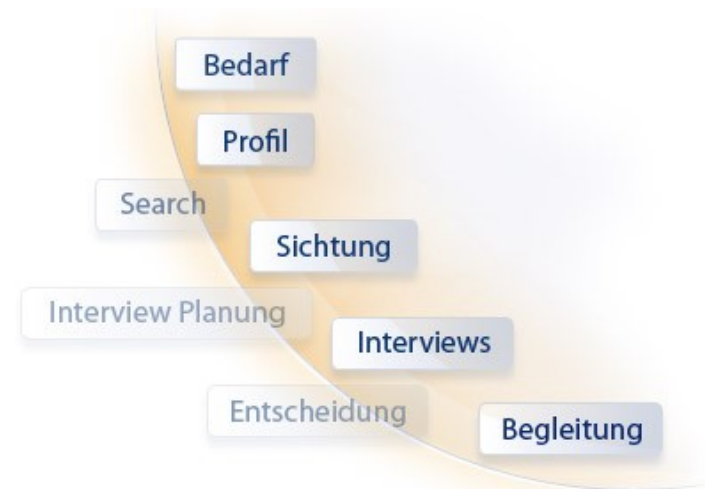 Bedarf
Profil
Search
Sichtung
Interview Planung
Interviews
Entscheidung
Begleitung